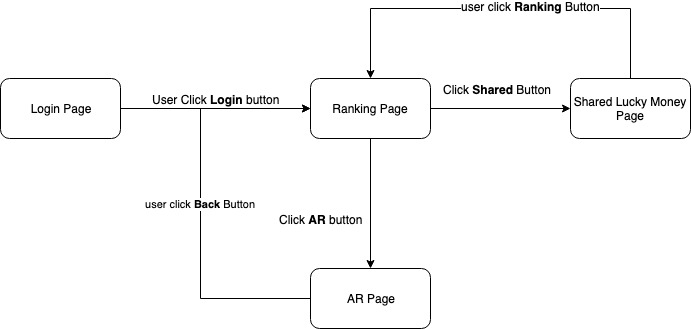 user click Ranking Button
Click Shared Button
User Click Login button
Login Page
Ranking Page
Shared Lucky Money
Page
user click Back Button
Click AR button
AR Page